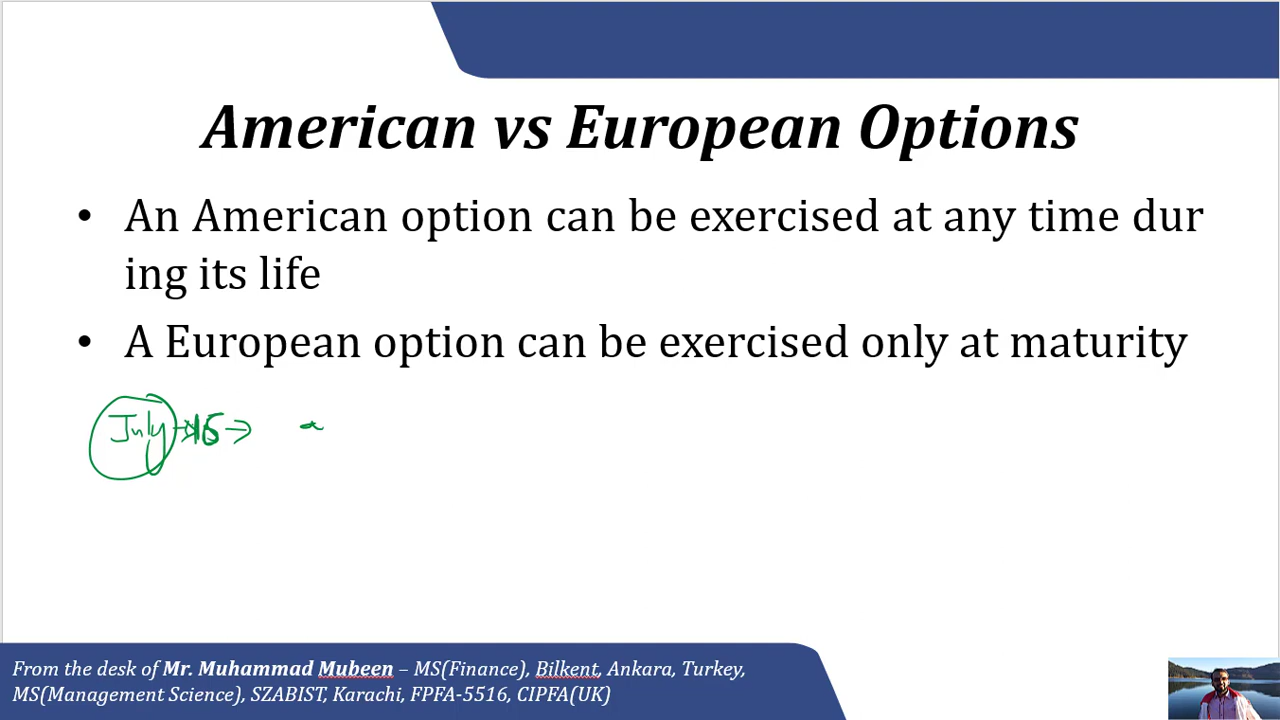 American vs European Options
• An American option can be exercised at any time dur
ing its life
• A European option can be exercised only at maturity
July → 16 →
From the desk of Mr. Muhammad Mubeen – MS(Finance), Bilkent, Ankara, Turkey,
MS(Management Science), SZABIST, Karachi, FPFA-5516, CIPFA(UK)